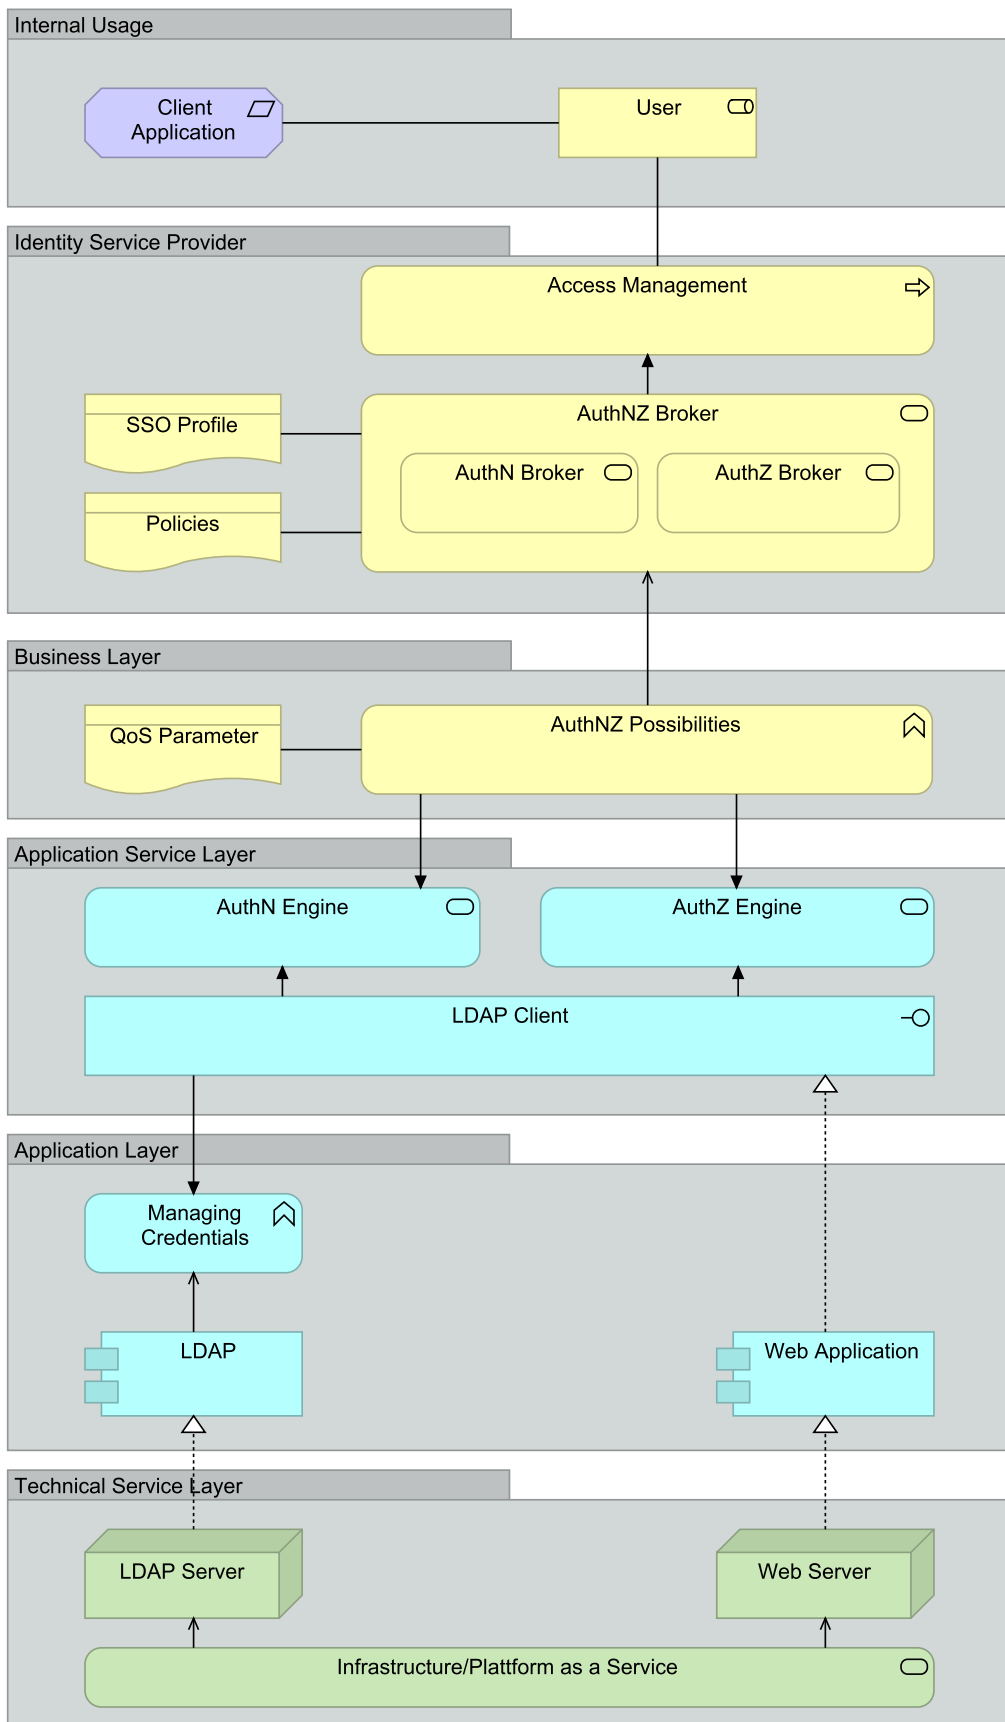 Internal Usage
Client
Application
User
Identity Service Provider
Access Management
SSO Profile
AuthNZ Broker
AuthN Broker
AuthZ Broker
Policies
Business Layer
QoS Parameter
AuthNZ Possibilities
Application Service Layer
AuthN Engine
AuthZ Engine
LDAP Client
Application Layer
Managing
Credentials
LDAP
Web Application
Technical Service Layer
LDAP Server
Web Server
Infrastructure/Plattform as a Service